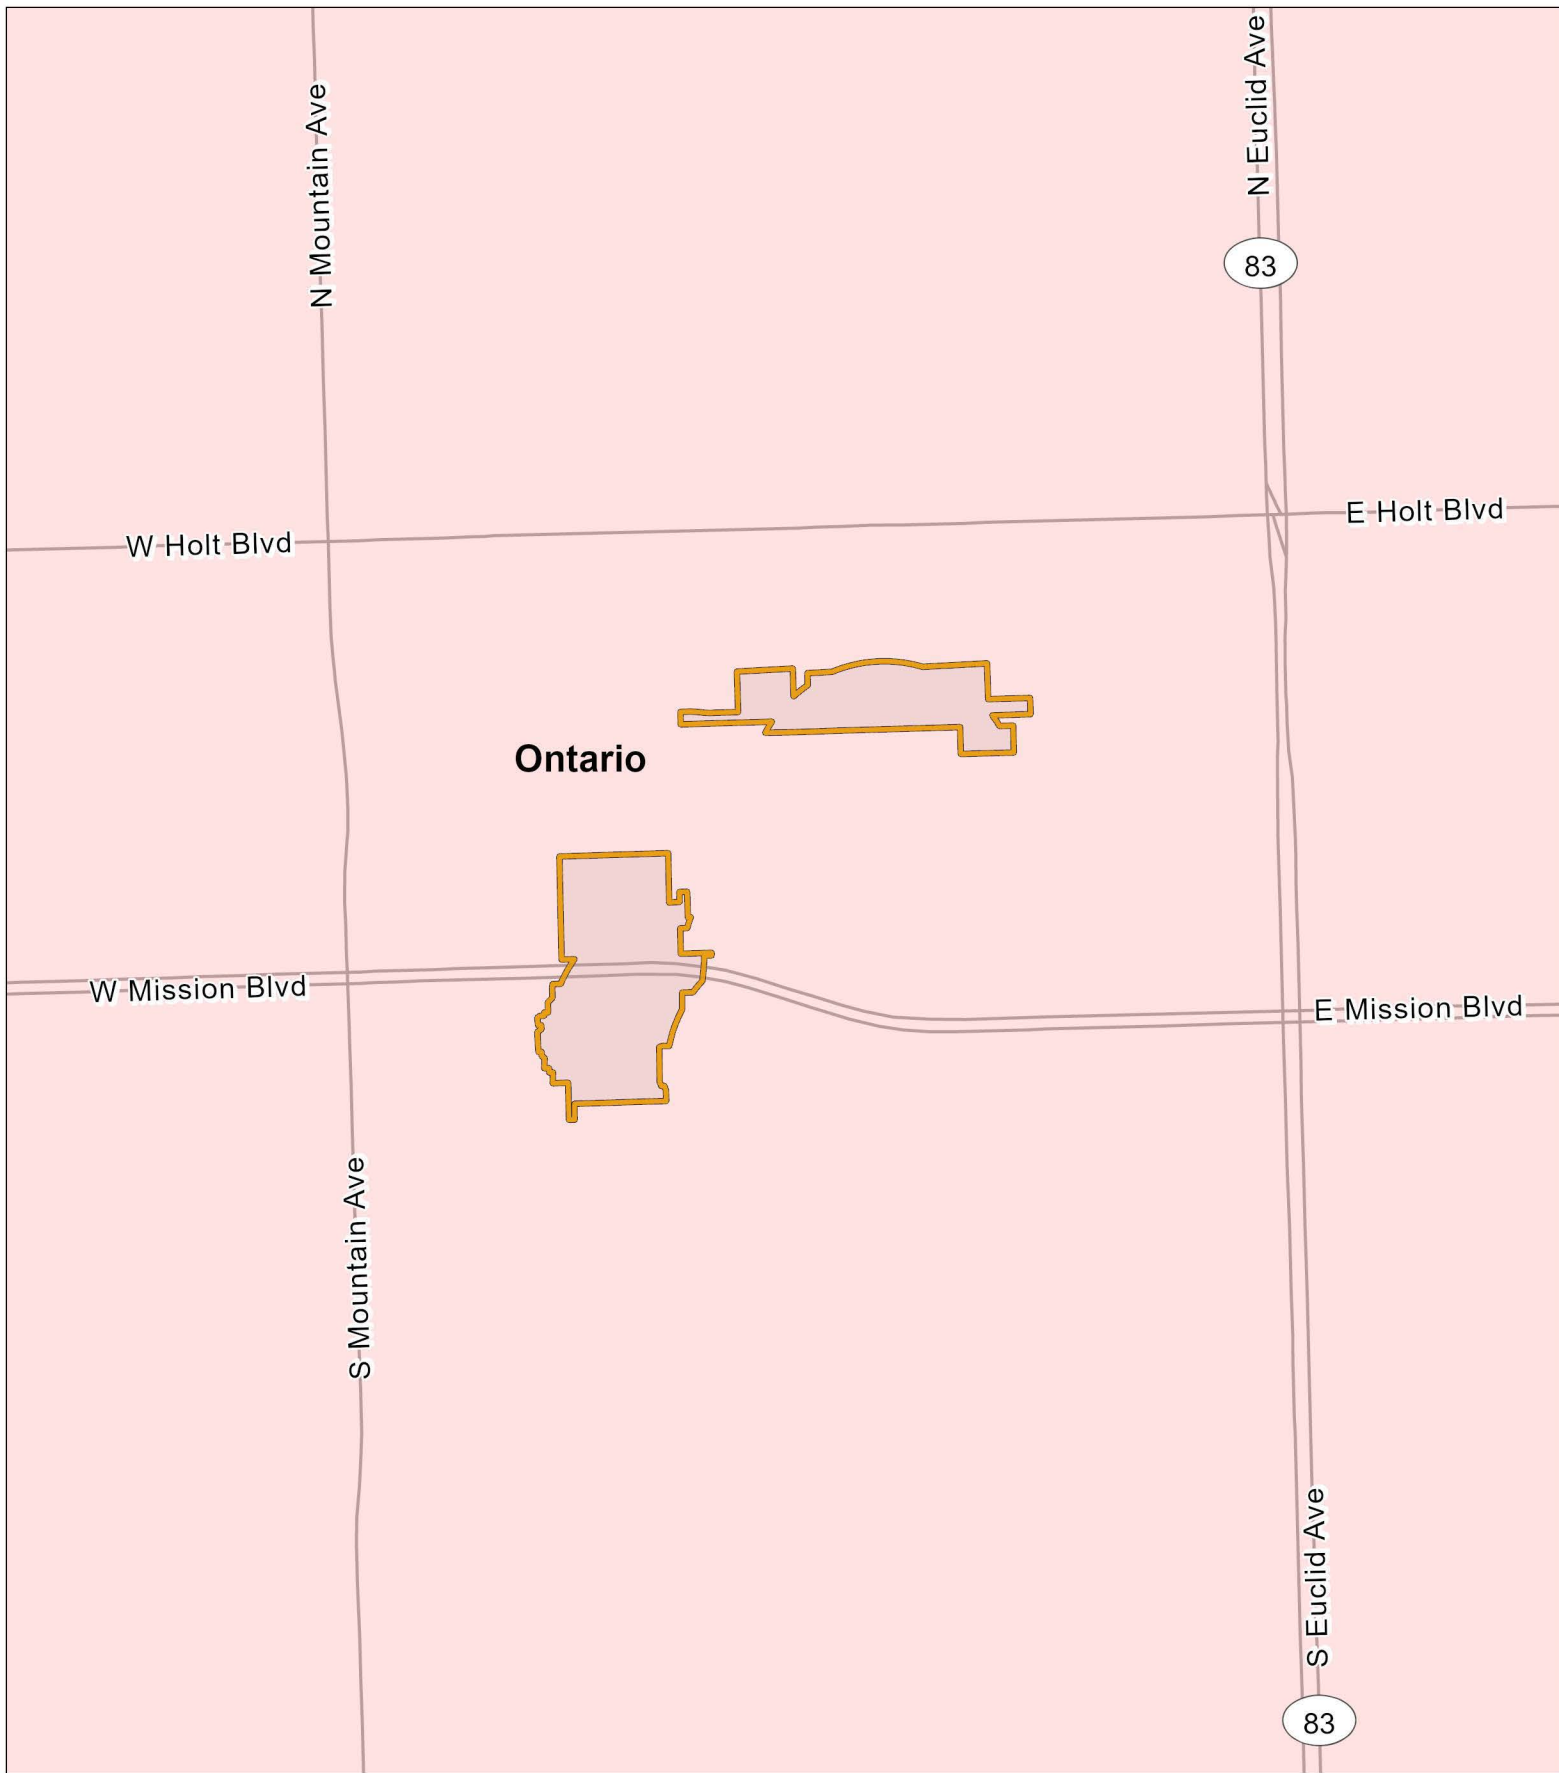 N Mountain Ave
N Euclid Ave
83
W Holt Blvd
E Holt Blvd
Ontario
W Mission Blvd
E Mission Blvd
S Mountain Ave
S Euclid Ave
83